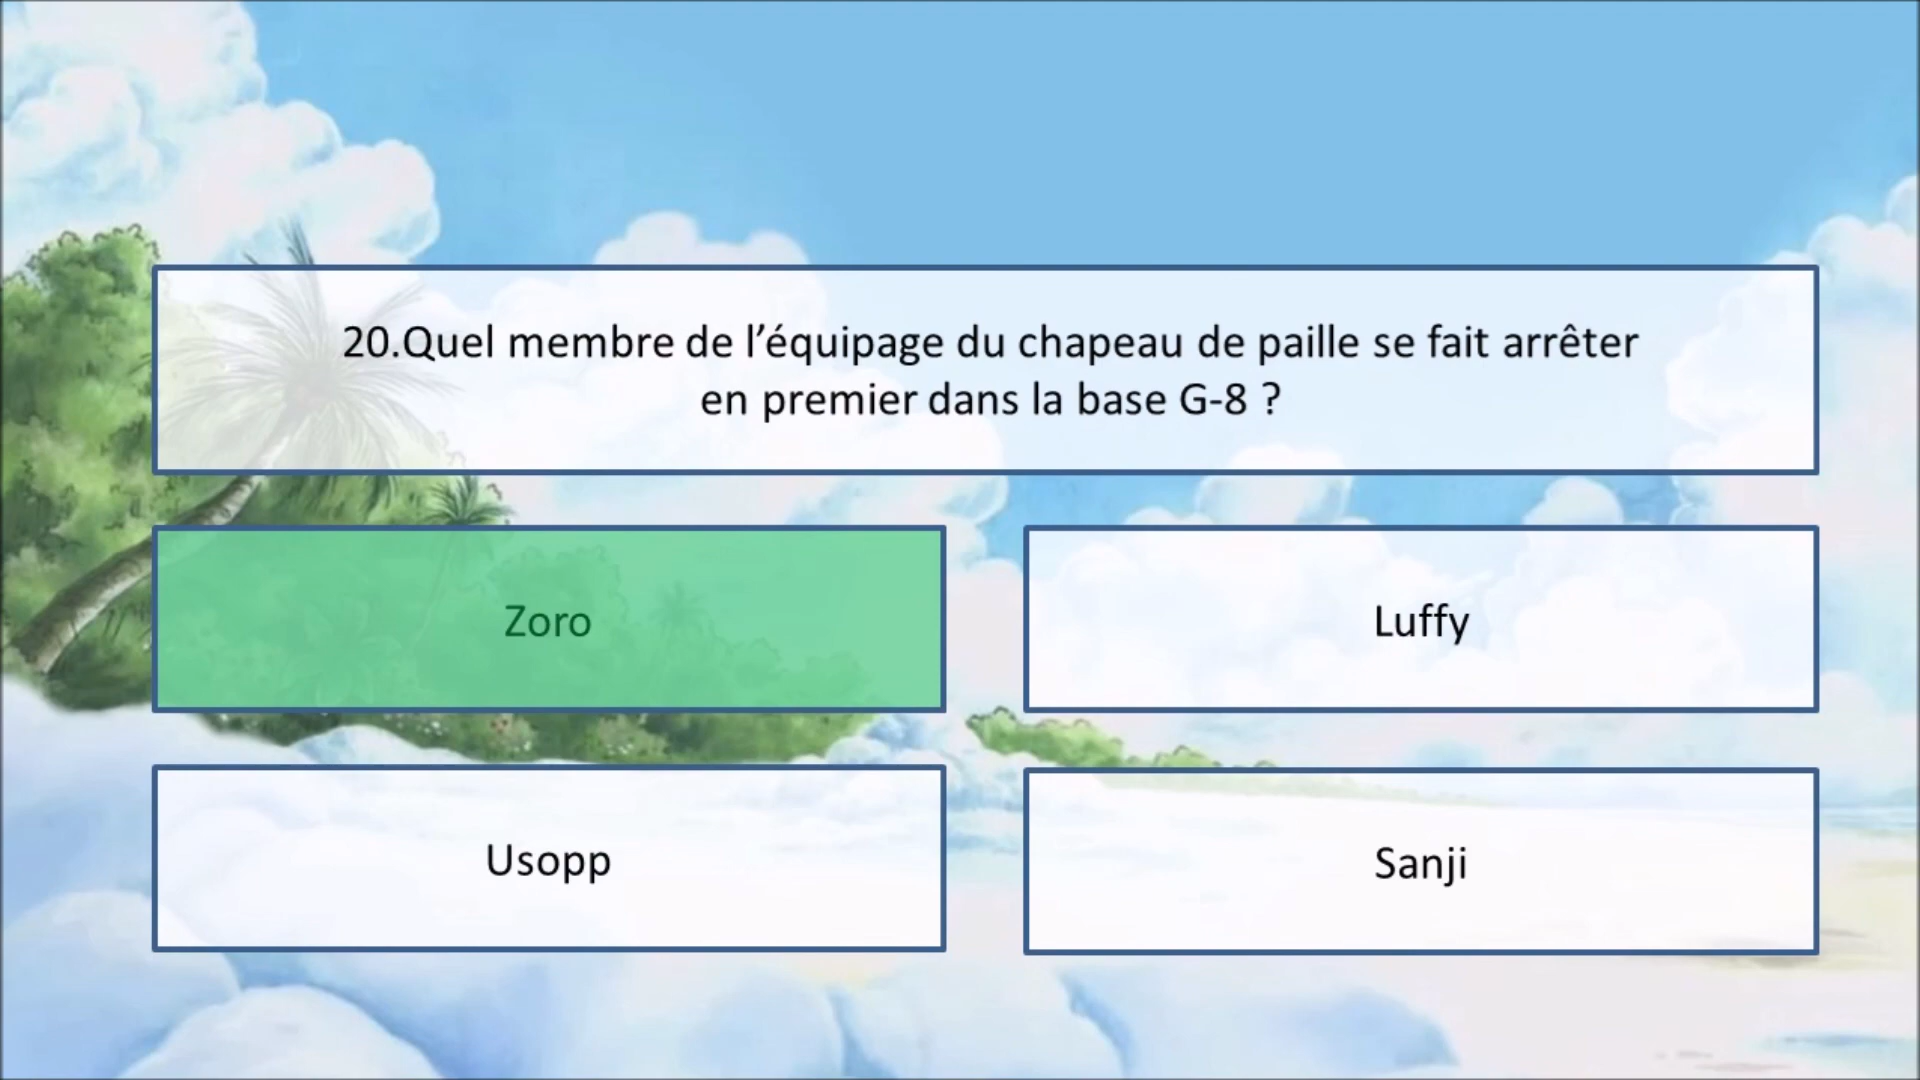 20.Quel membre de l’équipage du chapeau de paille se fait arrêter
en premier dans la base G-8 ?
Zoro
Luffy
Usopp
Sanji